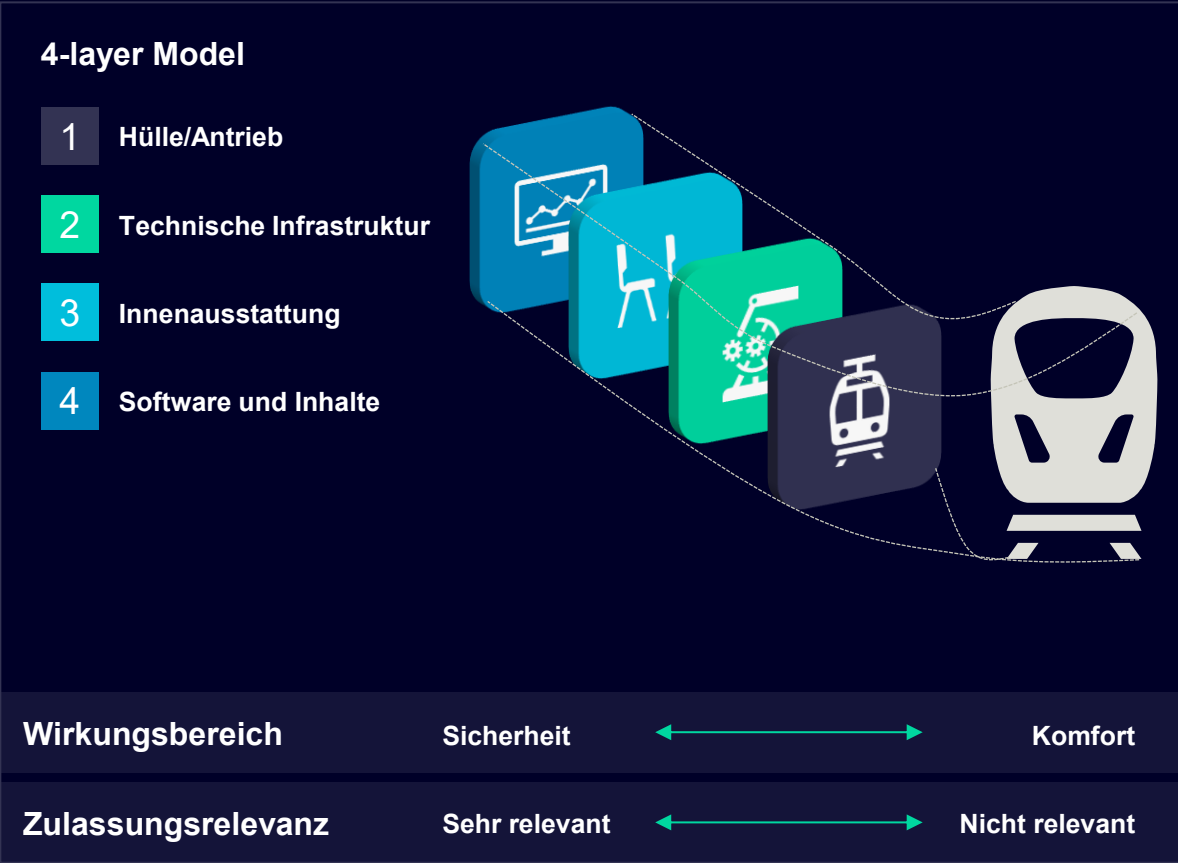 4-layer Model
1 Hülle/Antrieb
2 Technische Infrastruktur
3 Innenausstattung
4 Software und Inhalte
Wirkungsbereich Sicherheit Komfort
Zulassungsrelevanz Sehr relevant Nicht relevant